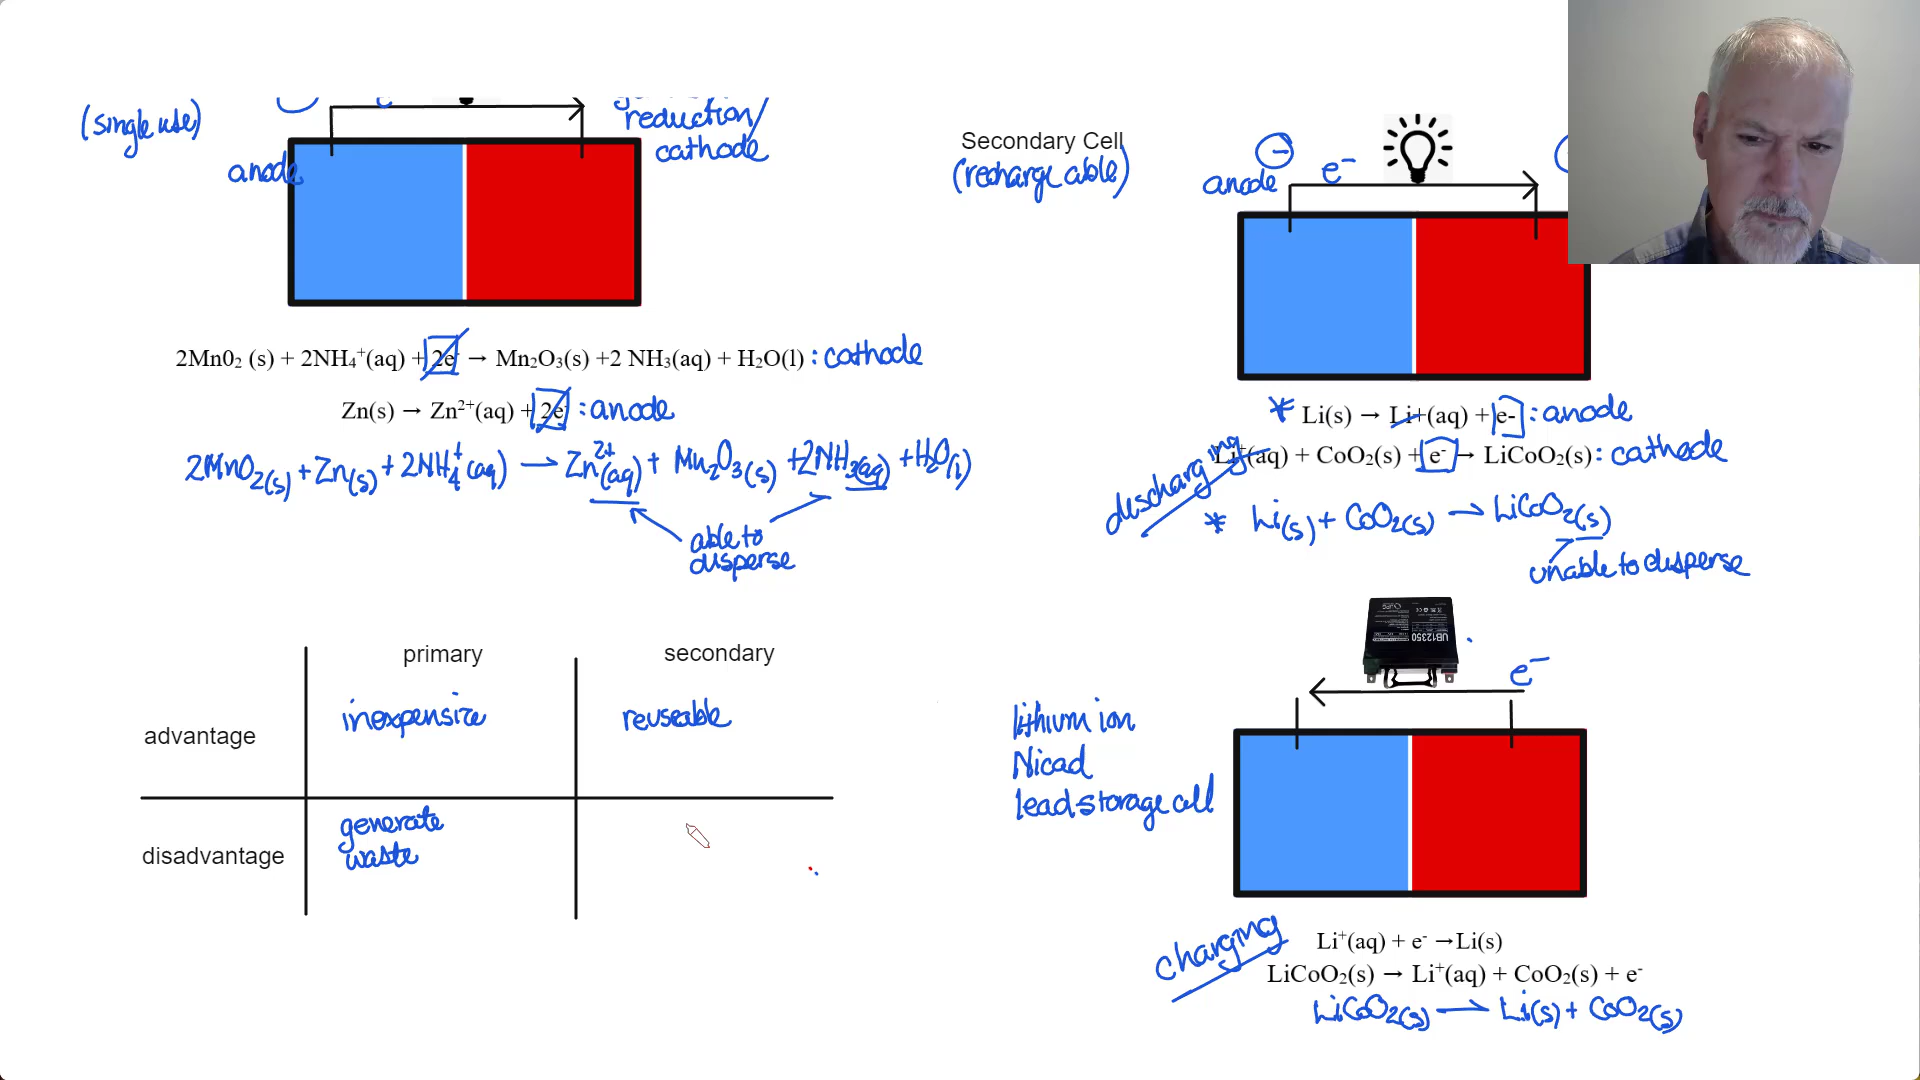 (single use)
e
reduction/
cathode
anode
2Mn0₂ (s) + 2NH₄⁺(aq) + 2e → Mn₂O₃(s) +2 NH₃(aq) + H₂O(l) : cathode
Zn(s) → Zn²⁺(aq) + 2e : anode
2MnO₂(s) + Zn(s) + 2NH₄⁺(aq) → Zn²⁺(aq) + Mn₂O₃(s) + 2NH₃(aq) + H₂O(l)
able to
disperse
Secondary Cell
(rechargeable)
−
anode e⁻
* Li(s) → Li+(aq) + e- : anode
Li⁺(aq) + CoO₂(s) + e⁻ → LiCoO₂(s) : cathode
discharging
* Li(s) + CoO₂(s) → LiCoO₂(s)
unable to disperse
primary
secondary
advantage
inexpensive
reuseable
disadvantage
generate
waste
UB12350
e⁻
lithium ion
Nicad
lead storage cell
charging
Li⁺(aq) + e⁻ →Li(s)
LiCoO₂(s) → Li⁺(aq) + CoO₂(s) + e⁻
LiCoO₂(s) → Li(s) + CoO₂(s)